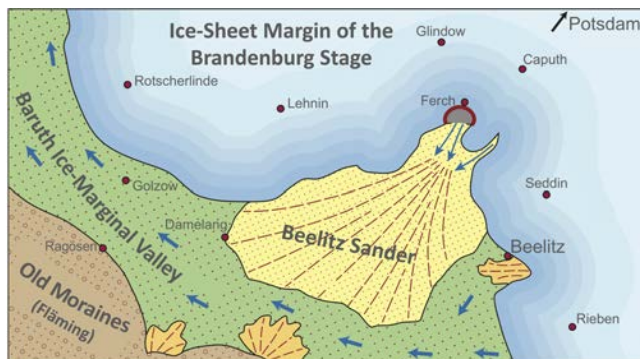 Ice-Sheet Margin of the
Brandenburg Stage
Glindow
Potsdam
Caputh
Rotscherlinde
Lehnin
Ferch
Baruth Ice-Marginal Valley
Golzow
Seddin
Damelang
Beelitz Sander
Beelitz
Ragösen
Old Moraines
(Fläming)
Rieben